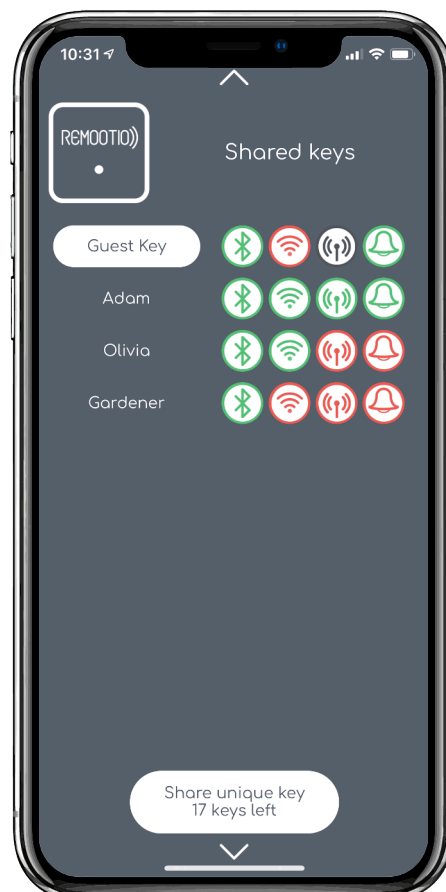 10:31
REMOOTIO
Shared keys
Guest Key
Adam
Olivia
Gardener
Share unique key
17 keys left